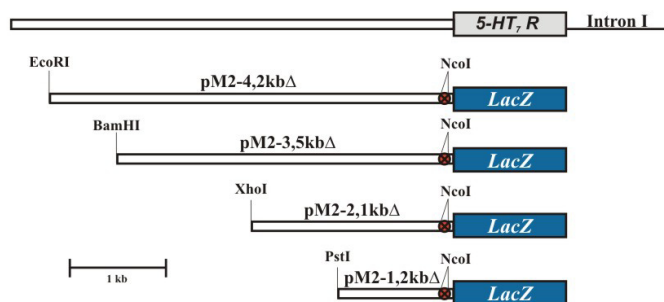 5-HT₇ R Intron I
EcoRI NcoI
pM2-4,2kbΔ
LacZ
BamHI NcoI
pM2-3,5kbΔ
LacZ
XhoI NcoI
pM2-2,1kbΔ
LacZ
PstI NcoI
pM2-1,2kbΔ
LacZ
1 kb